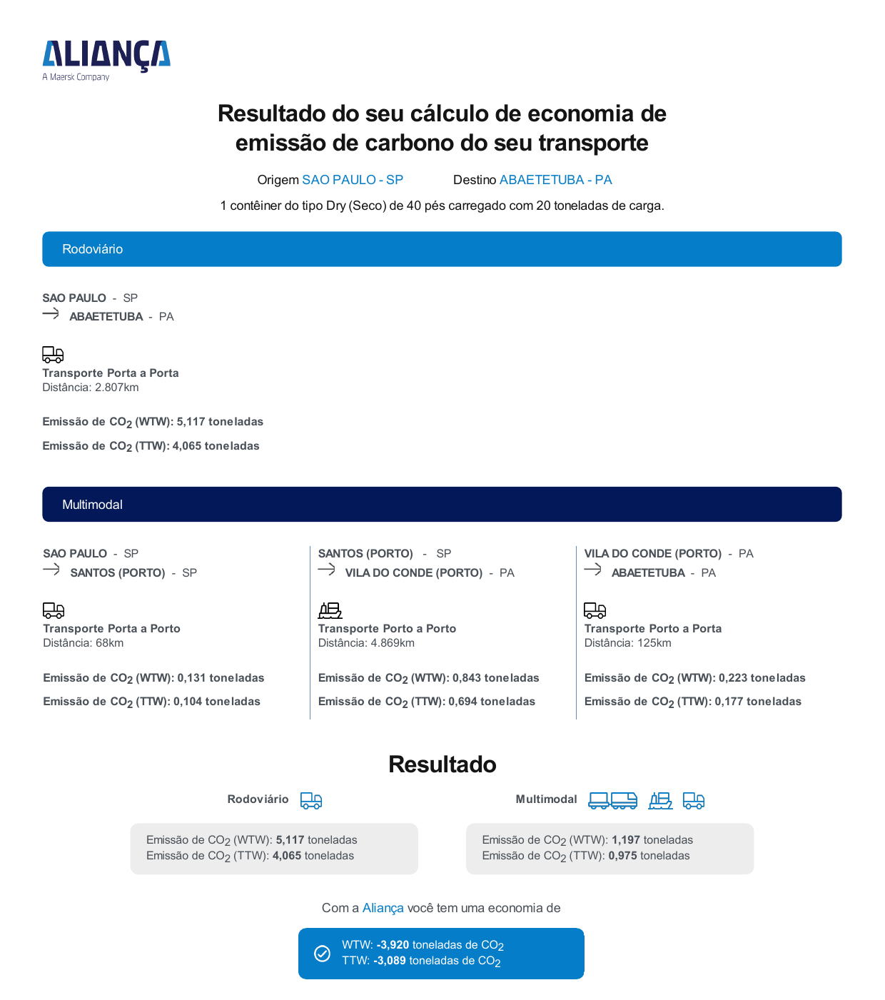 ALIANÇA
A Maersk Company
Resultado do seu cálculo de economia de
emissão de carbono do seu transporte
Origem SAO PAULO - SP Destino ABAETETUBA - PA
1 contêiner do tipo Dry (Seco) de 40 pés carregado com 20 toneladas de carga.
Rodoviário
SAO PAULO - SP
ABAETETUBA - PA
Transporte Porta a Porta
Distância: 2.807km
Emissão de CO2 (WTW): 5,117 toneladas
Emissão de CO2 (TTW): 4,065 toneladas
Multimodal
SAO PAULO - SP
SANTOS (PORTO) - SP
Transporte Porta a Porto
Distância: 68km
Emissão de CO2 (WTW): 0,131 toneladas
Emissão de CO2 (TTW): 0,104 toneladas
SANTOS (PORTO) - SP
VILA DO CONDE (PORTO) - PA
Transporte Porto a Porto
Distância: 4.869km
Emissão de CO2 (WTW): 0,843 toneladas
Emissão de CO2 (TTW): 0,694 toneladas
VILA DO CONDE (PORTO) - PA
ABAETETUBA - PA
Transporte Porto a Porta
Distância: 125km
Emissão de CO2 (WTW): 0,223 toneladas
Emissão de CO2 (TTW): 0,177 toneladas
Resultado
Rodoviário
Emissão de CO2 (WTW): 5,117 toneladas
Emissão de CO2 (TTW): 4,065 toneladas
Multimodal
Emissão de CO2 (WTW): 1,197 toneladas
Emissão de CO2 (TTW): 0,975 toneladas
Com a Aliança você tem uma economia de
WTW: -3,920 toneladas de CO2
TTW: -3,089 toneladas de CO2